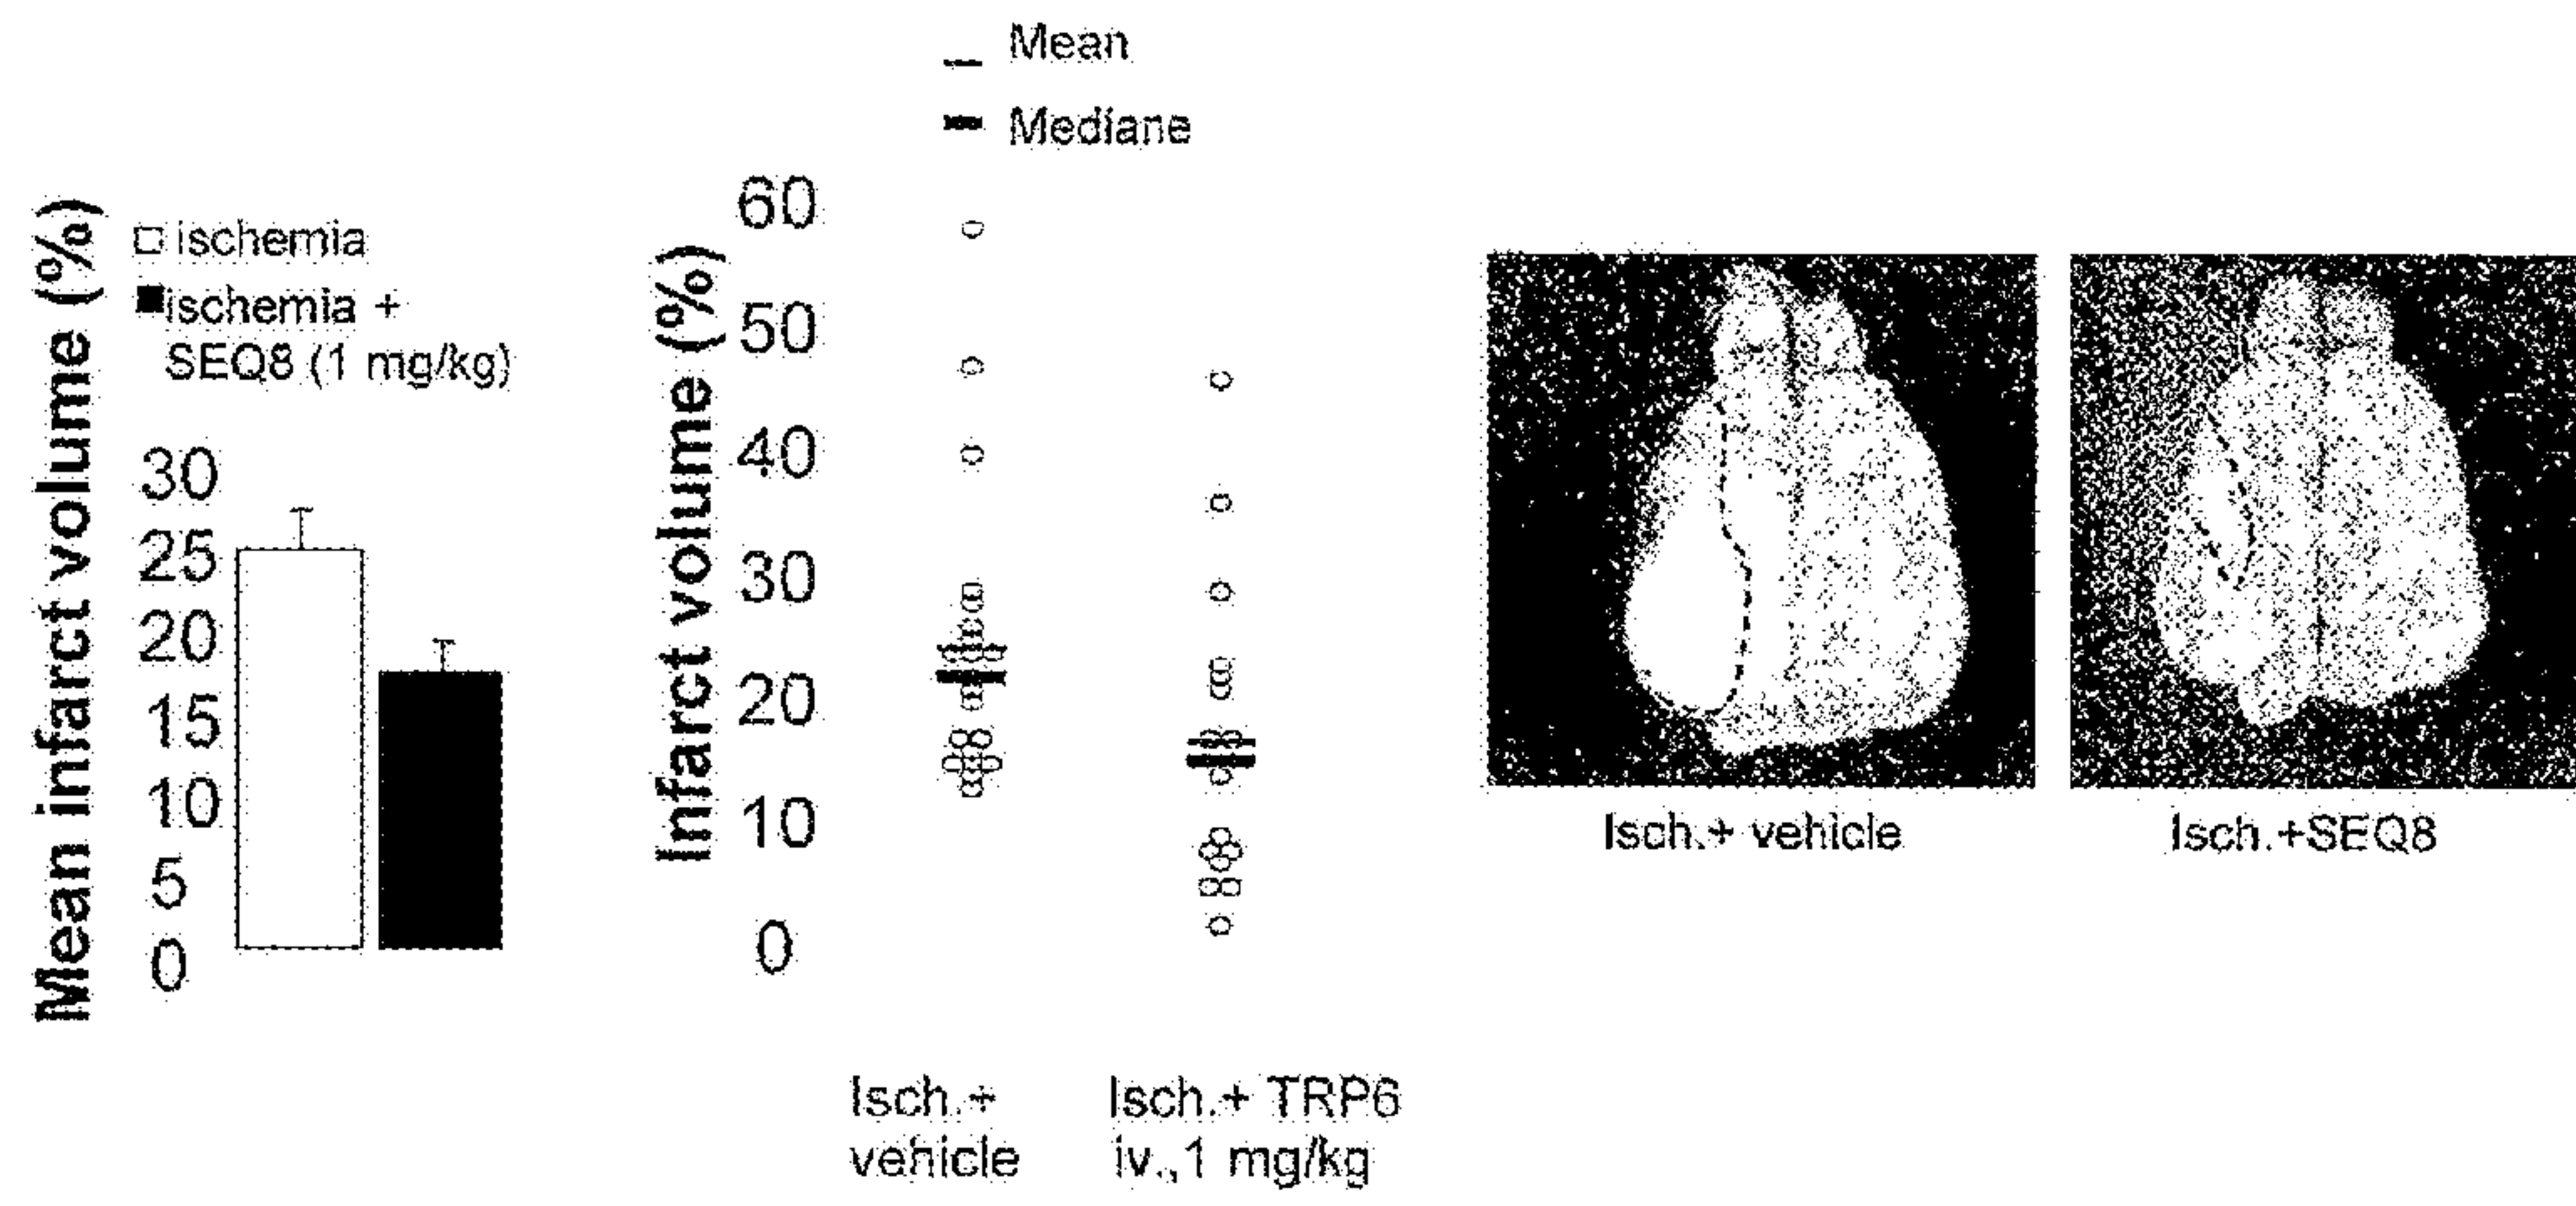 Mean infarct volume (%)
ischemia
ischemia +
SEQ8 (1 mg/kg)
30
25
20
15
10
5
0
Mean
Mediane
Infarct volume (%)
60
50
40
30
20
10
0
Isch.+
vehicle
Isch.+ TRP6
iv.,1 mg/kg
Isch.+ vehicle
Isch.+SEQ8